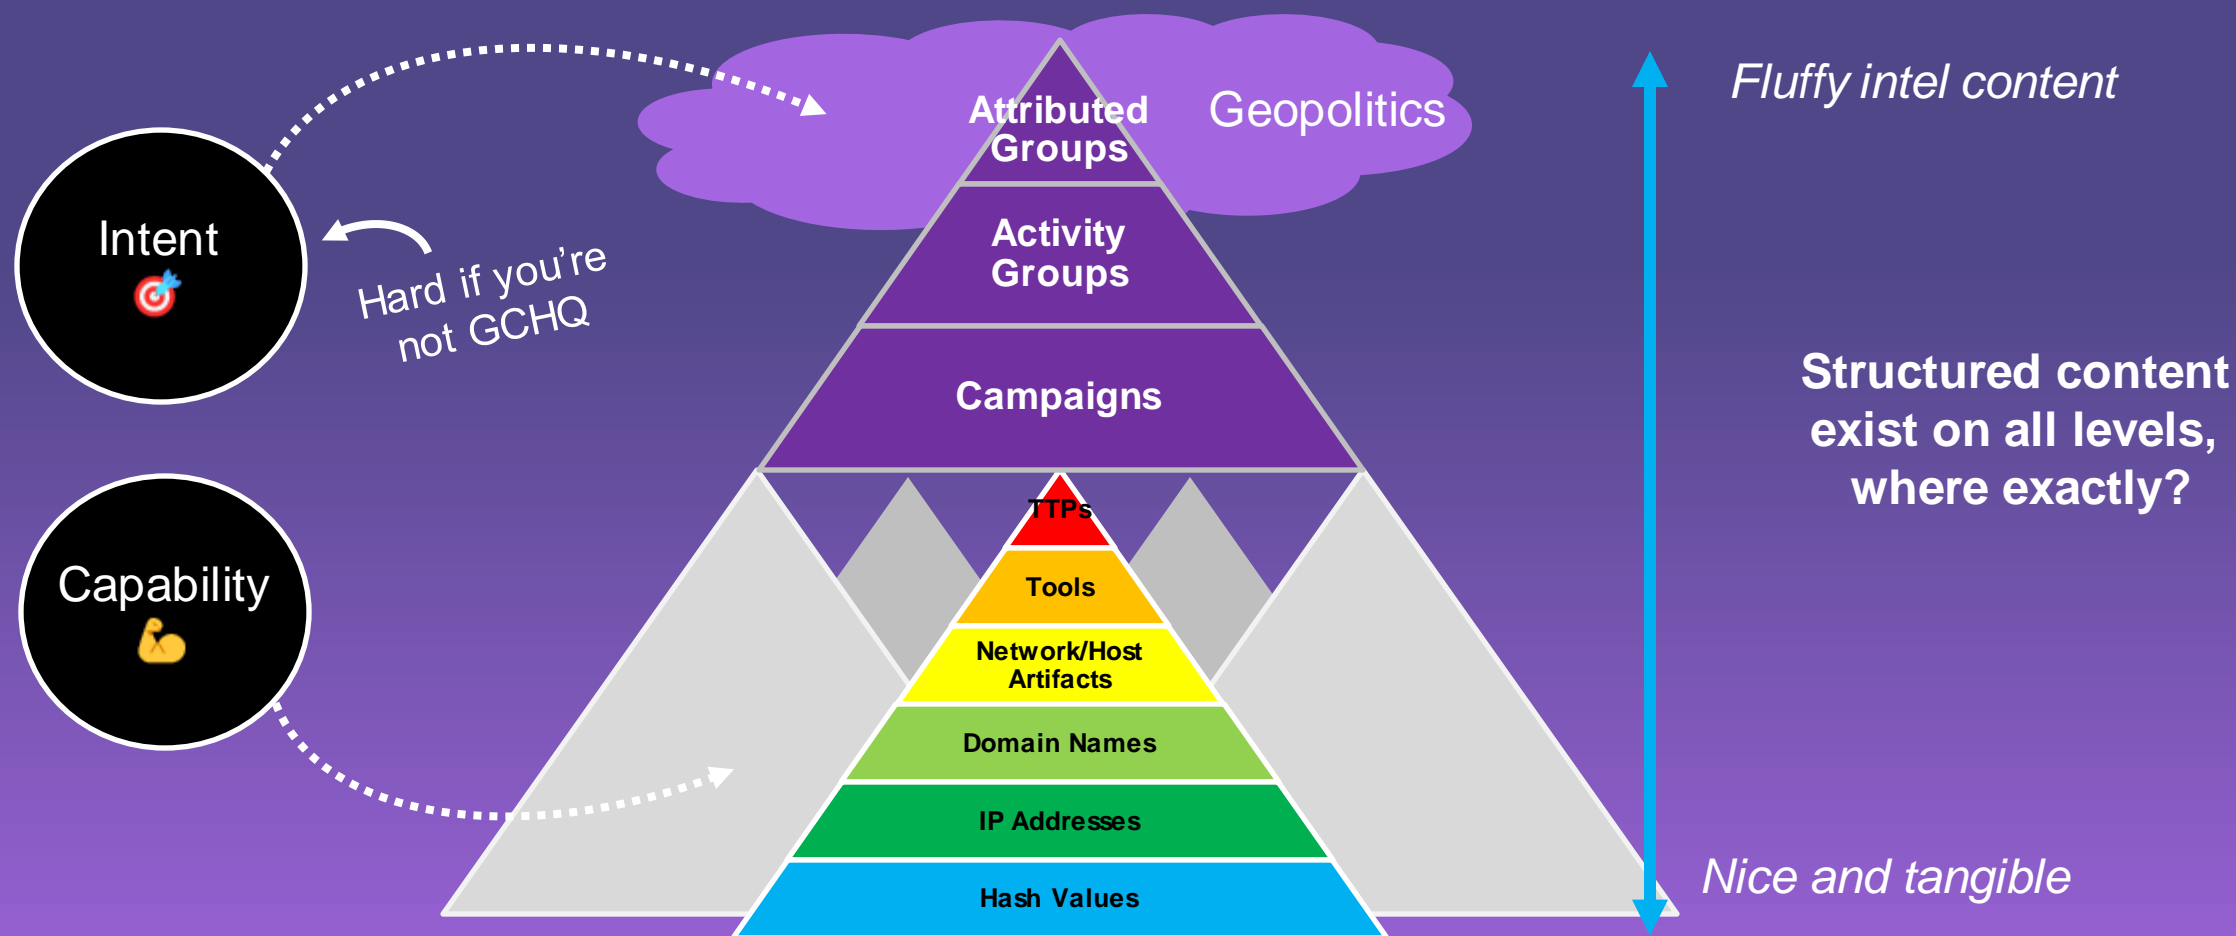 Attributed
Groups
Geopolitics
Fluffy intel content
Intent
Hard if you're
not GCHQ
Activity
Groups
Campaigns
Structured content
exist on all levels,
where exactly?
Capability
TTPs
Tools
Network/Host
Artifacts
Domain Names
IP Addresses
Hash Values
Nice and tangible